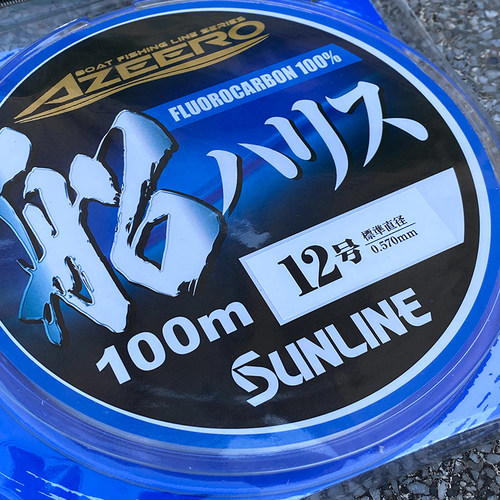 BOAT FISHING LINE SERIES
AZEERO
FLUOROCARBON 100%
船ハリス
12号 標準直径
0.570mm
100m
SUNLINE